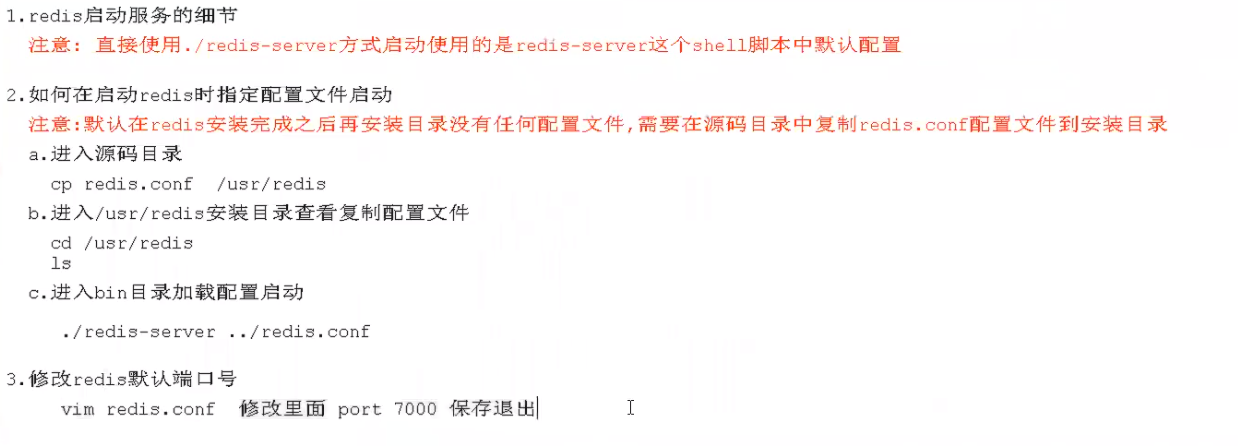 1.redis启动服务的细节
注意: 直接使用./redis-server方式启动使用的是redis-server这个shell脚本中默认配置
2.如何在启动redis时指定配置文件启动
注意:默认在redis安装完成之后再安装目录没有任何配置文件,需要在源码目录中复制redis.conf配置文件到安装目录
a.进入源码目录
cp redis.conf /usr/redis
b.进入/usr/redis安装目录查看复制配置文件
cd /usr/redis
ls
c.进入bin目录加载配置启动
./redis-server ../redis.conf
3.修改redis默认端口号
vim redis.conf 修改里面 port 7000 保存退出